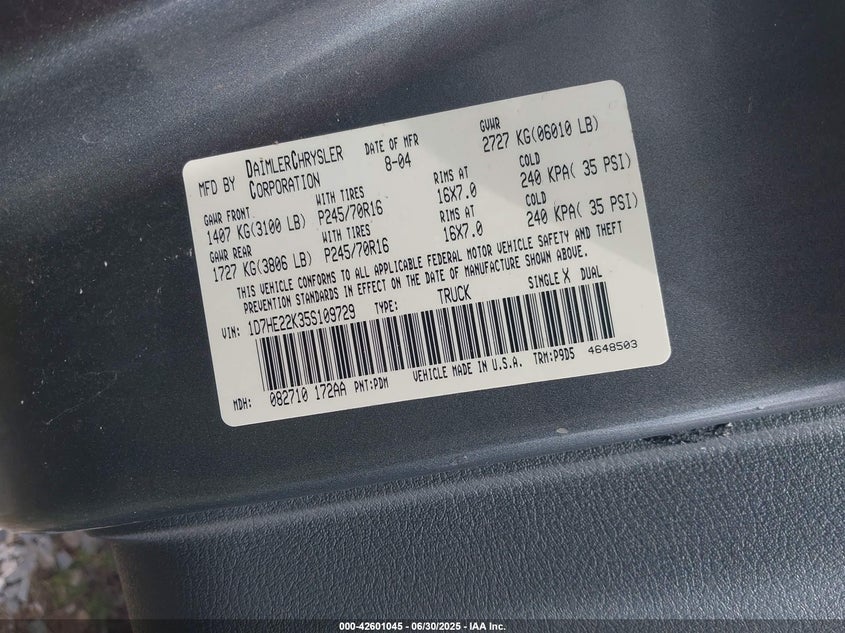 MFD BY DAIMLERCHRYSLER CORPORATION DATE OF MFR 8-04 GVWR 2727 KG(06010 LB)
GAWR FRONT WITH TIRES RIMS AT COLD
1407 KG(3100 LB) P245/70R16 16X7.0 240 KPA( 35 PSI)
GAWR REAR WITH TIRES RIMS AT COLD
1727 KG(3806 LB) P245/70R16 16X7.0 240 KPA( 35 PSI)
THIS VEHICLE CONFORMS TO ALL APPLICABLE FEDERAL MOTOR VEHICLE SAFETY AND THEFT
PREVENTION STANDARDS IN EFFECT ON THE DATE OF MANUFACTURE SHOWN ABOVE.
VIN: 1D7HE22K35S109729 TYPE: TRUCK SINGLE X DUAL
MDH: 082710 172AA PNT:PDM VEHICLE MADE IN U.S.A. TRM:P9D5 4648503
000-42601045 - 06/30/2025 - IAA Inc.